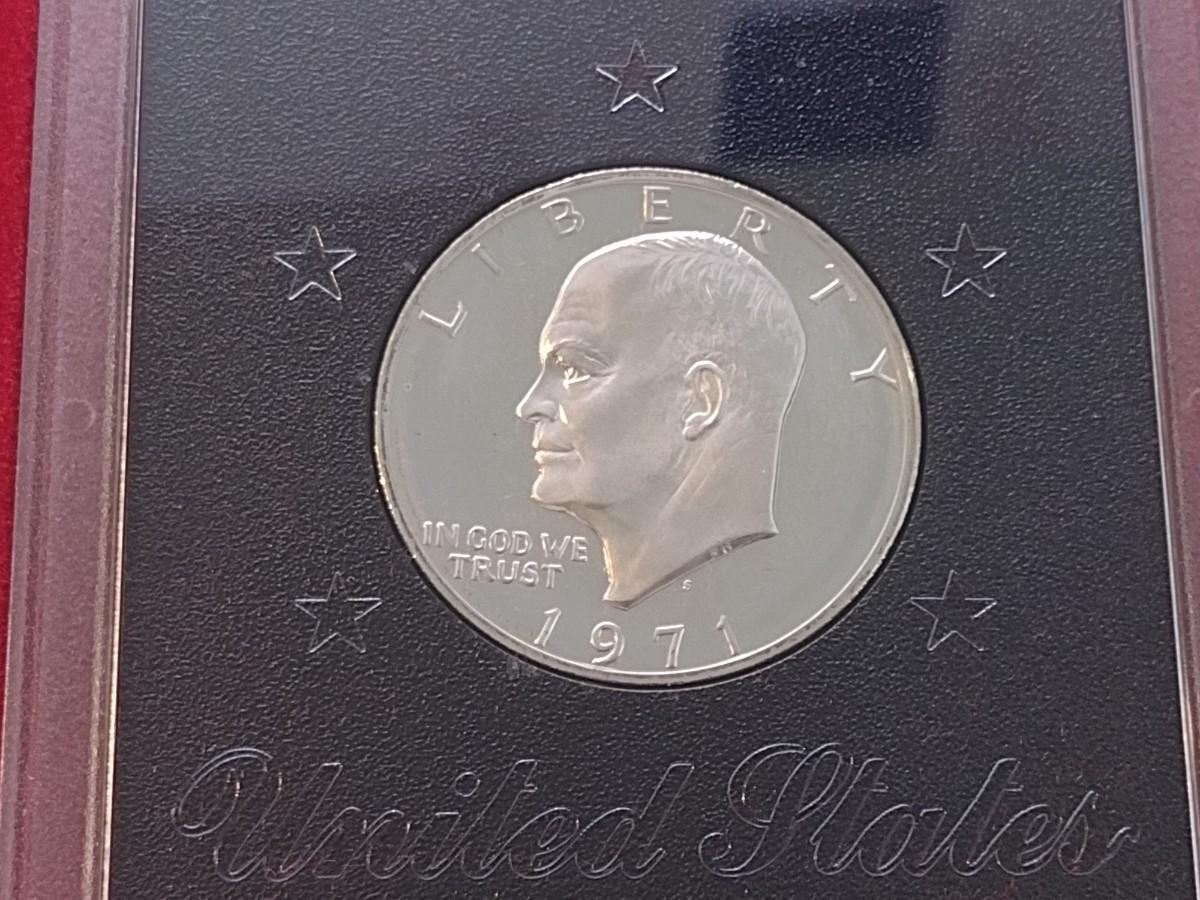 LIBERTY
IN GOD WE
TRUST
S
1971
United States